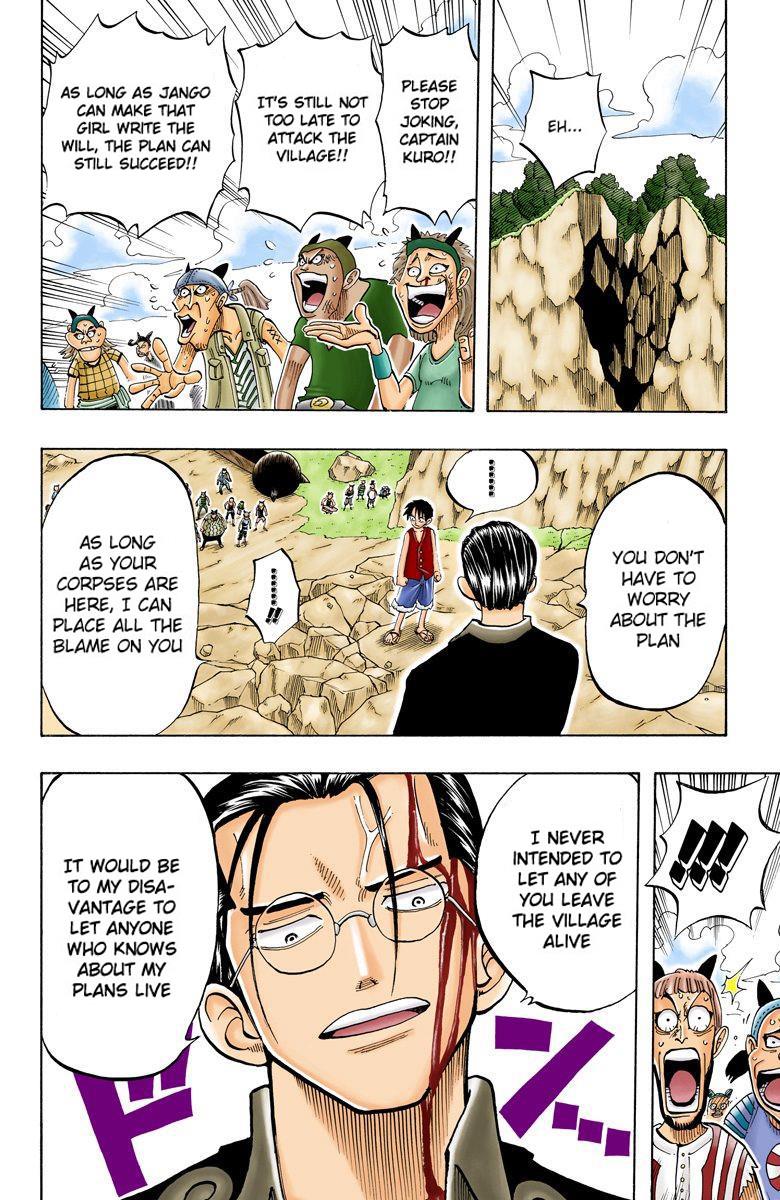 EH...
PLEASE
STOP
JOKING,
CAPTAIN
KURO!!
IT'S STILL NOT
TOO LATE TO
ATTACK THE
VILLAGE!!
AS LONG AS JANGO
CAN MAKE THAT
GIRL WRITE THE
WILL, THE PLAN CAN
STILL SUCCEED!!
YOU DON'T
HAVE TO
WORRY
ABOUT THE
PLAN
......
AS LONG
AS YOUR
CORPSES ARE
HERE, I CAN
PLACE ALL THE
BLAME ON YOU
......!!
!!!!
I NEVER
INTENDED TO
LET ANY OF
YOU LEAVE
THE VILLAGE
ALIVE
IT WOULD BE
TO MY DISA-
VANTAGE TO
LET ANYONE
WHO KNOWS
ABOUT MY
PLANS LIVE
ドン...